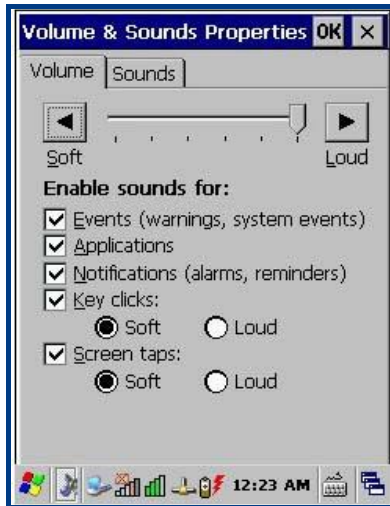 Volume & Sounds Properties OK ×
Volume Sounds
Soft Loud
Enable sounds for:
Events (warnings, system events)
Applications
Notifications (alarms, reminders)
Key clicks:
Soft Loud
Screen taps:
Soft Loud
12:23 AM